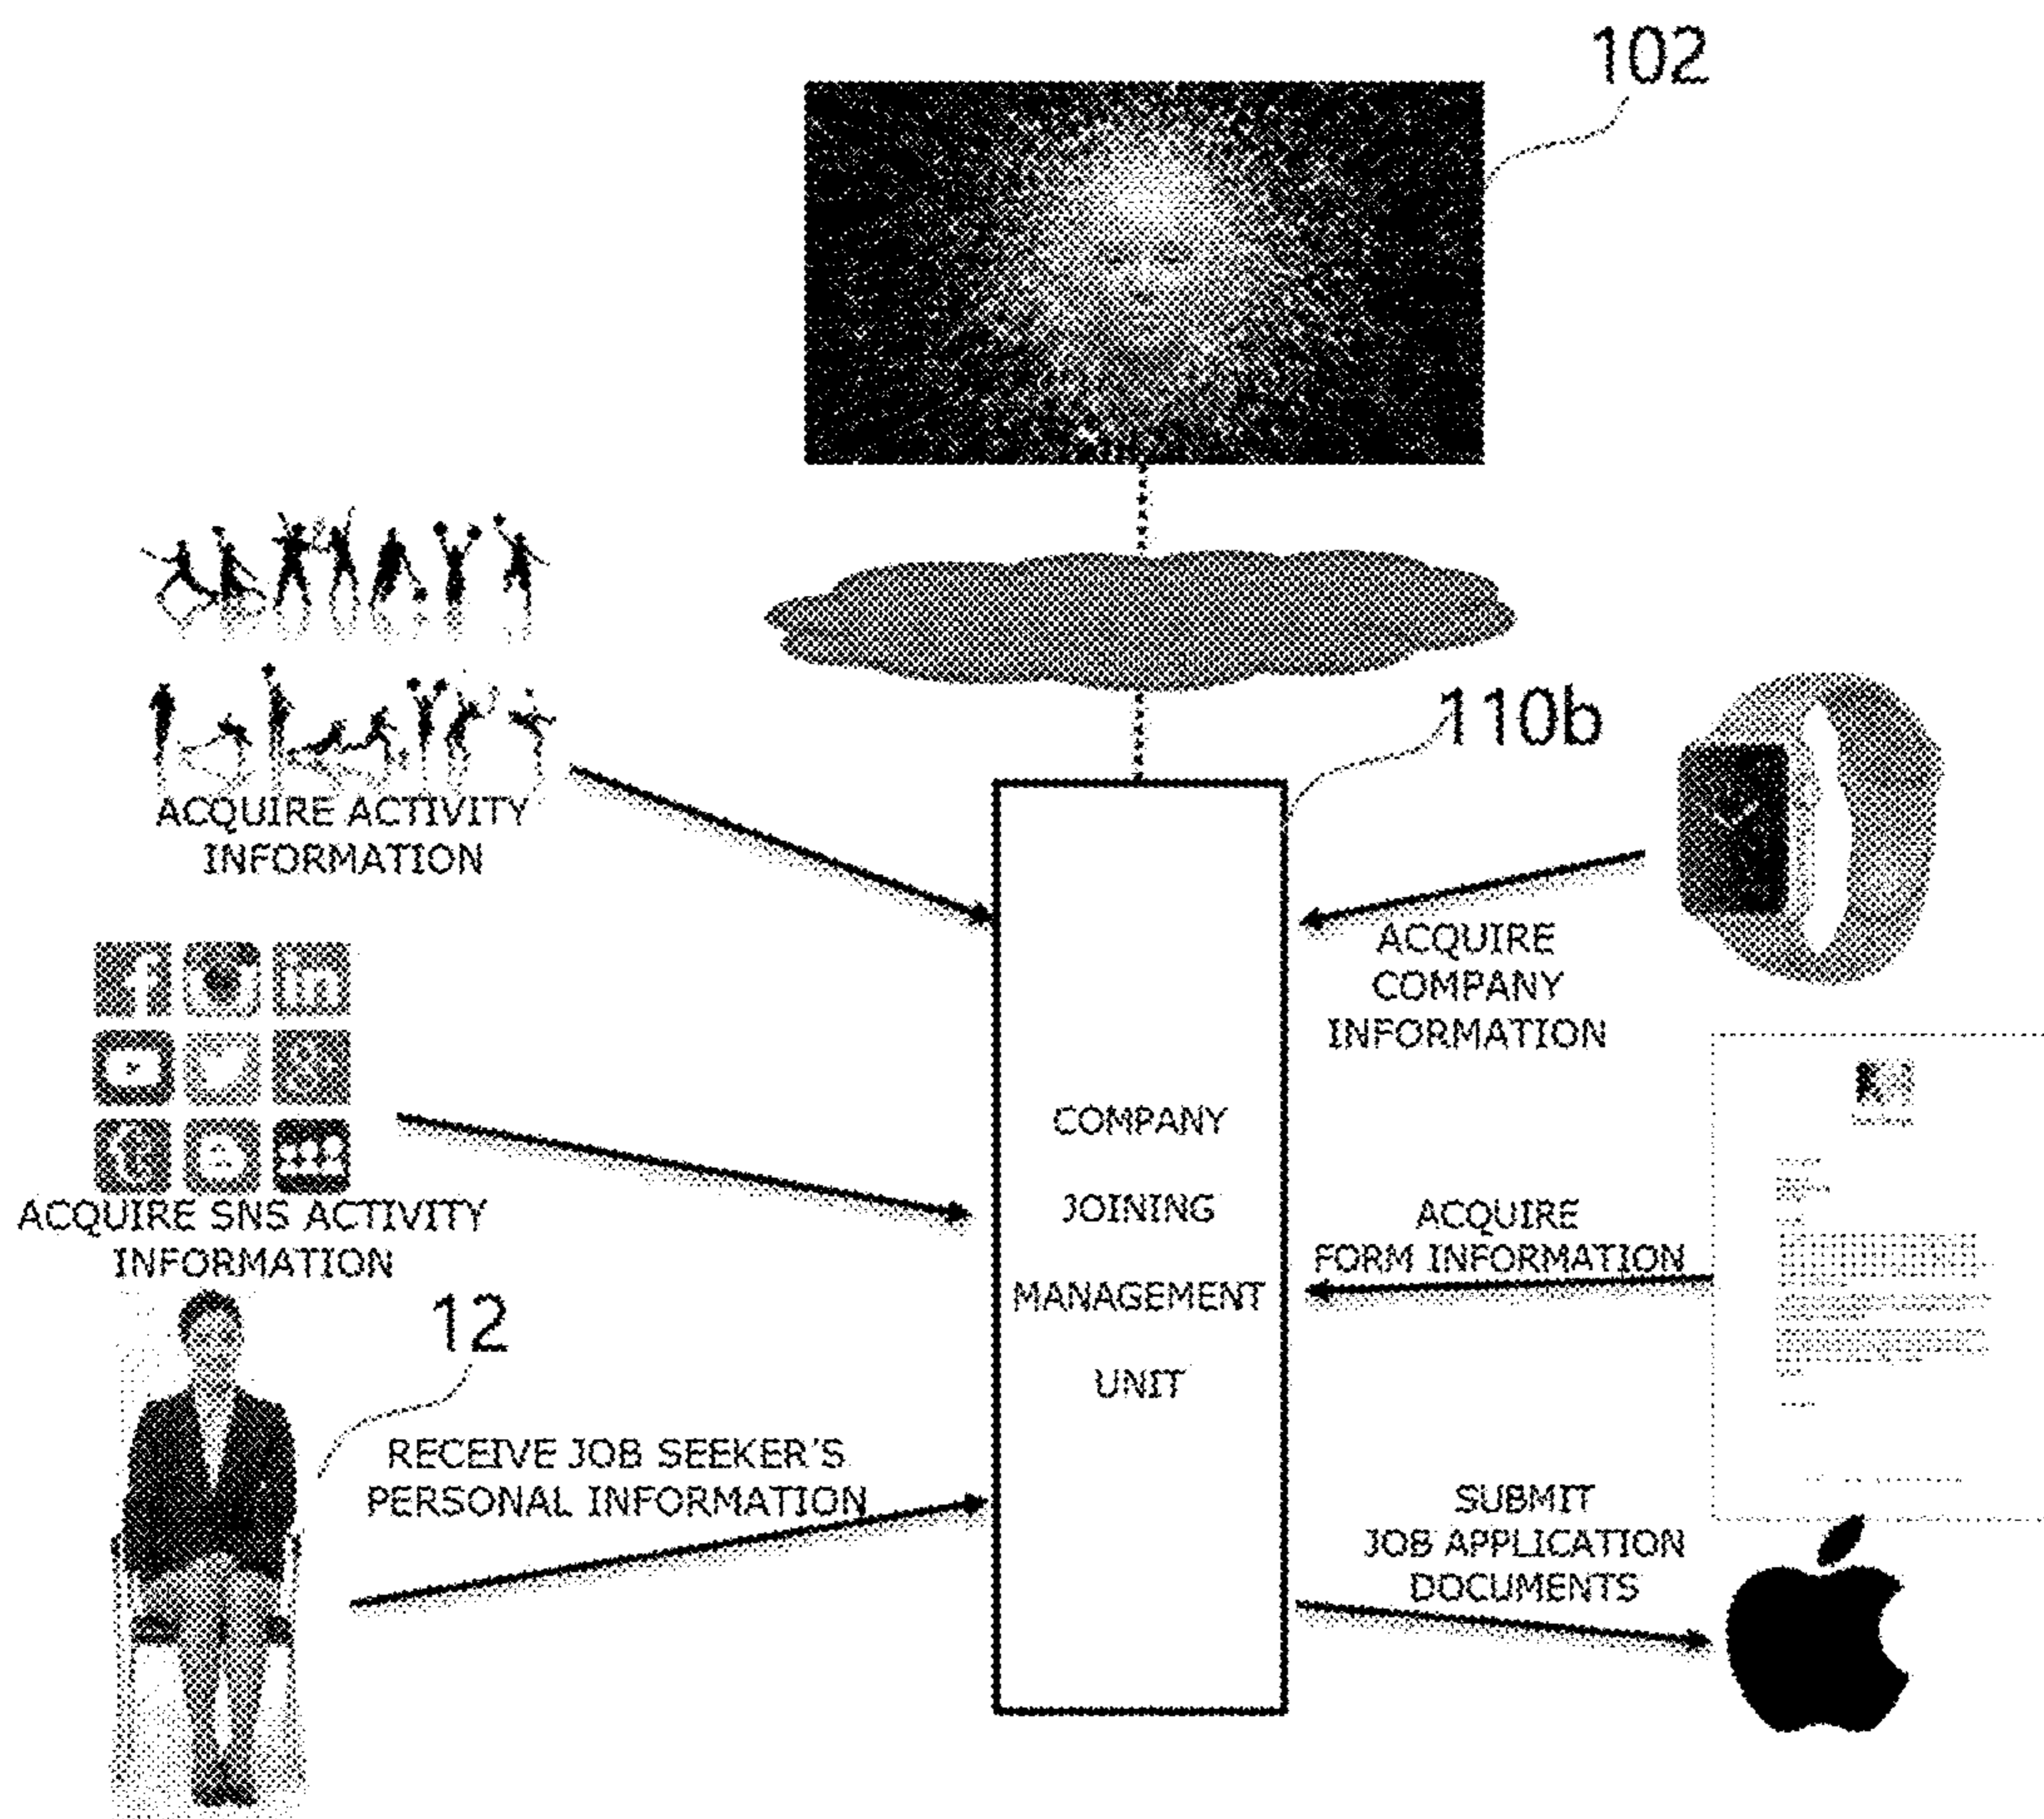 102
110b
ACQUIRE ACTIVITY
INFORMATION
ACQUIRE
COMPANY
INFORMATION
f
in
ACQUIRE SNS ACTIVITY
INFORMATION
COMPANY
JOINING
MANAGEMENT
UNIT
ACQUIRE
FORM INFORMATION
12
RECEIVE JOB SEEKER'S
PERSONAL INFORMATION
SUBMIT
JOB APPLICATION
DOCUMENTS